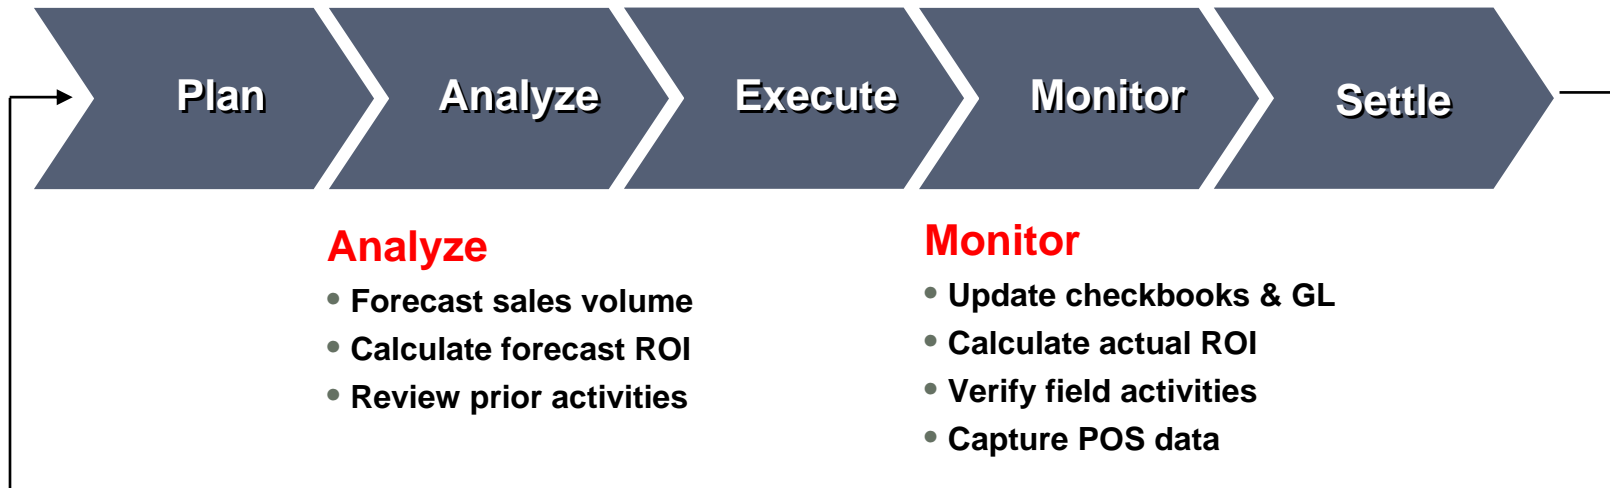 Plan
Analyze
Execute
Monitor
Settle
Analyze
• Forecast sales volume
• Calculate forecast ROI
• Review prior activities
Monitor
• Update checkbooks & GL
• Calculate actual ROI
• Verify field activities
• Capture POS data